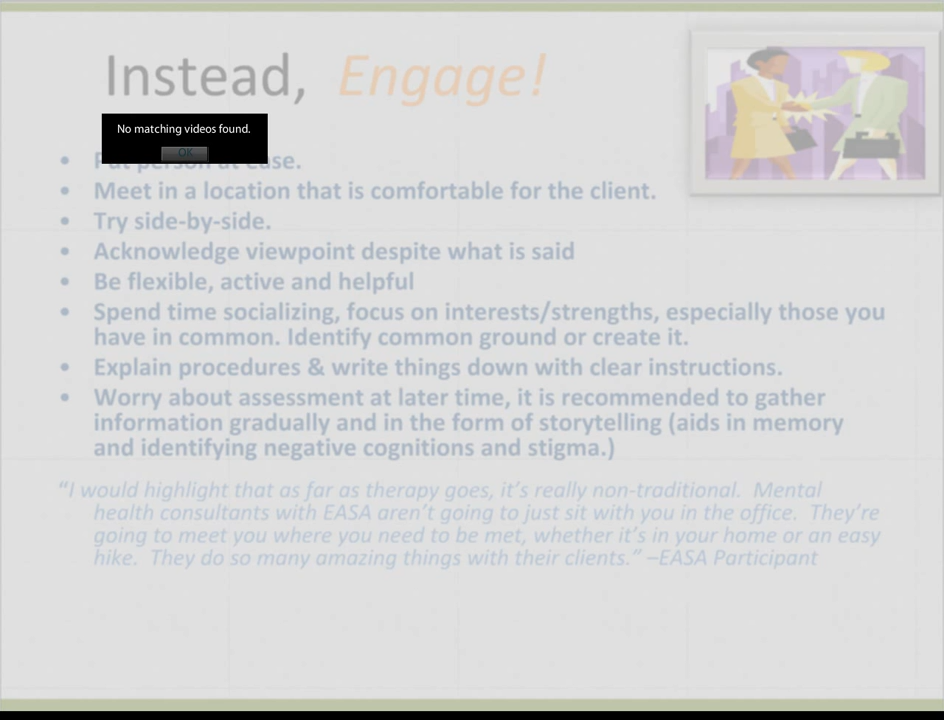 Instead, Engage!
No matching videos found.
OK
• Put person at ease.
• Meet in a location that is comfortable for the client.
• Try side-by-side.
• Acknowledge viewpoint despite what is said
• Be flexible, active and helpful
• Spend time socializing, focus on interests/strengths, especially those you
have in common. Identify common ground or create it.
• Explain procedures & write things down with clear instructions.
• Worry about assessment at later time, it is recommended to gather
information gradually and in the form of storytelling (aids in memory
and identifying negative cognitions and stigma.)
“I would highlight that as far as therapy goes, it’s really non-traditional. Mental
health consultants with EASA aren’t going to just sit with you in the office. They’re
going to meet you where you need to be met, whether it’s in your home or an easy
hike. They do so many amazing things with their clients.” –EASA Participant